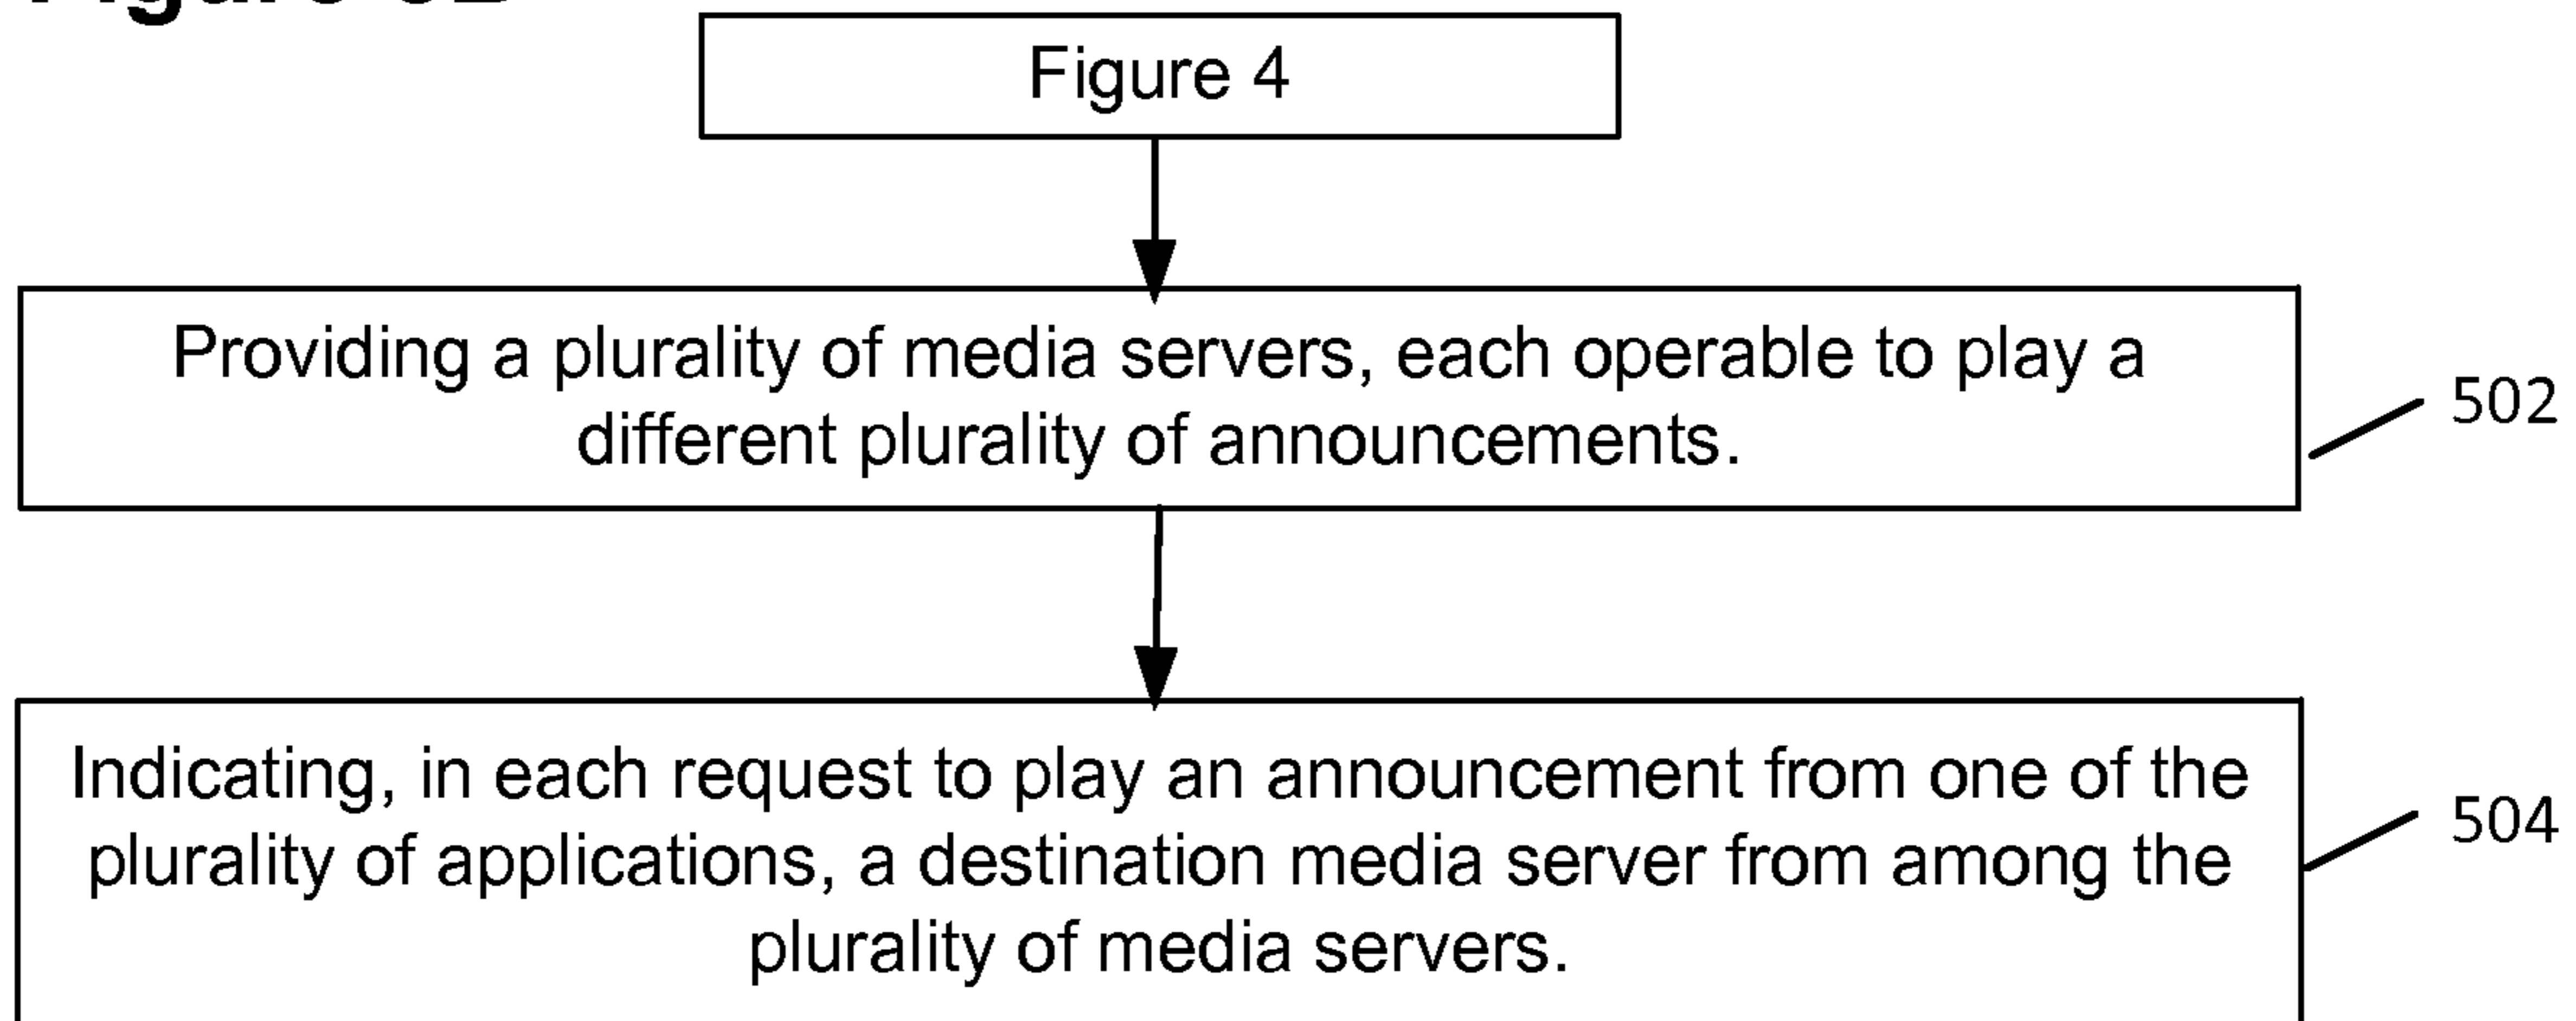 Figure 4
Providing a plurality of media servers, each operable to play a
different plurality of announcements.
502
Indicating, in each request to play an announcement from one of the
plurality of applications, a destination media server from among the
plurality of media servers.
504